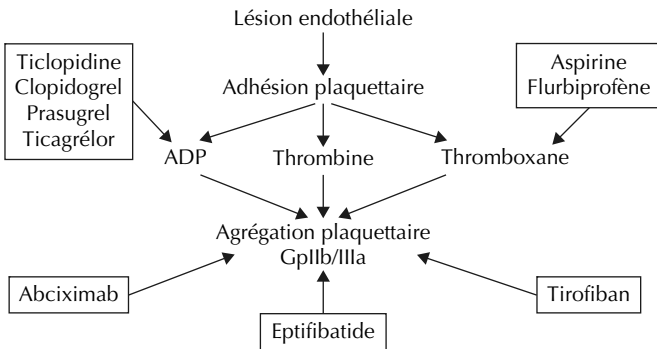 Lésion endothéliale
Ticlopidine
Clopidogrel
Prasugrel
Ticagrélor
Adhésion plaquettaire
Aspirine
Flurbiprofène
ADP
Thrombine
Thromboxane
Agrégation plaquettaire
GpIIb/IIIa
Abciximab
Eptifibatide
Tirofiban